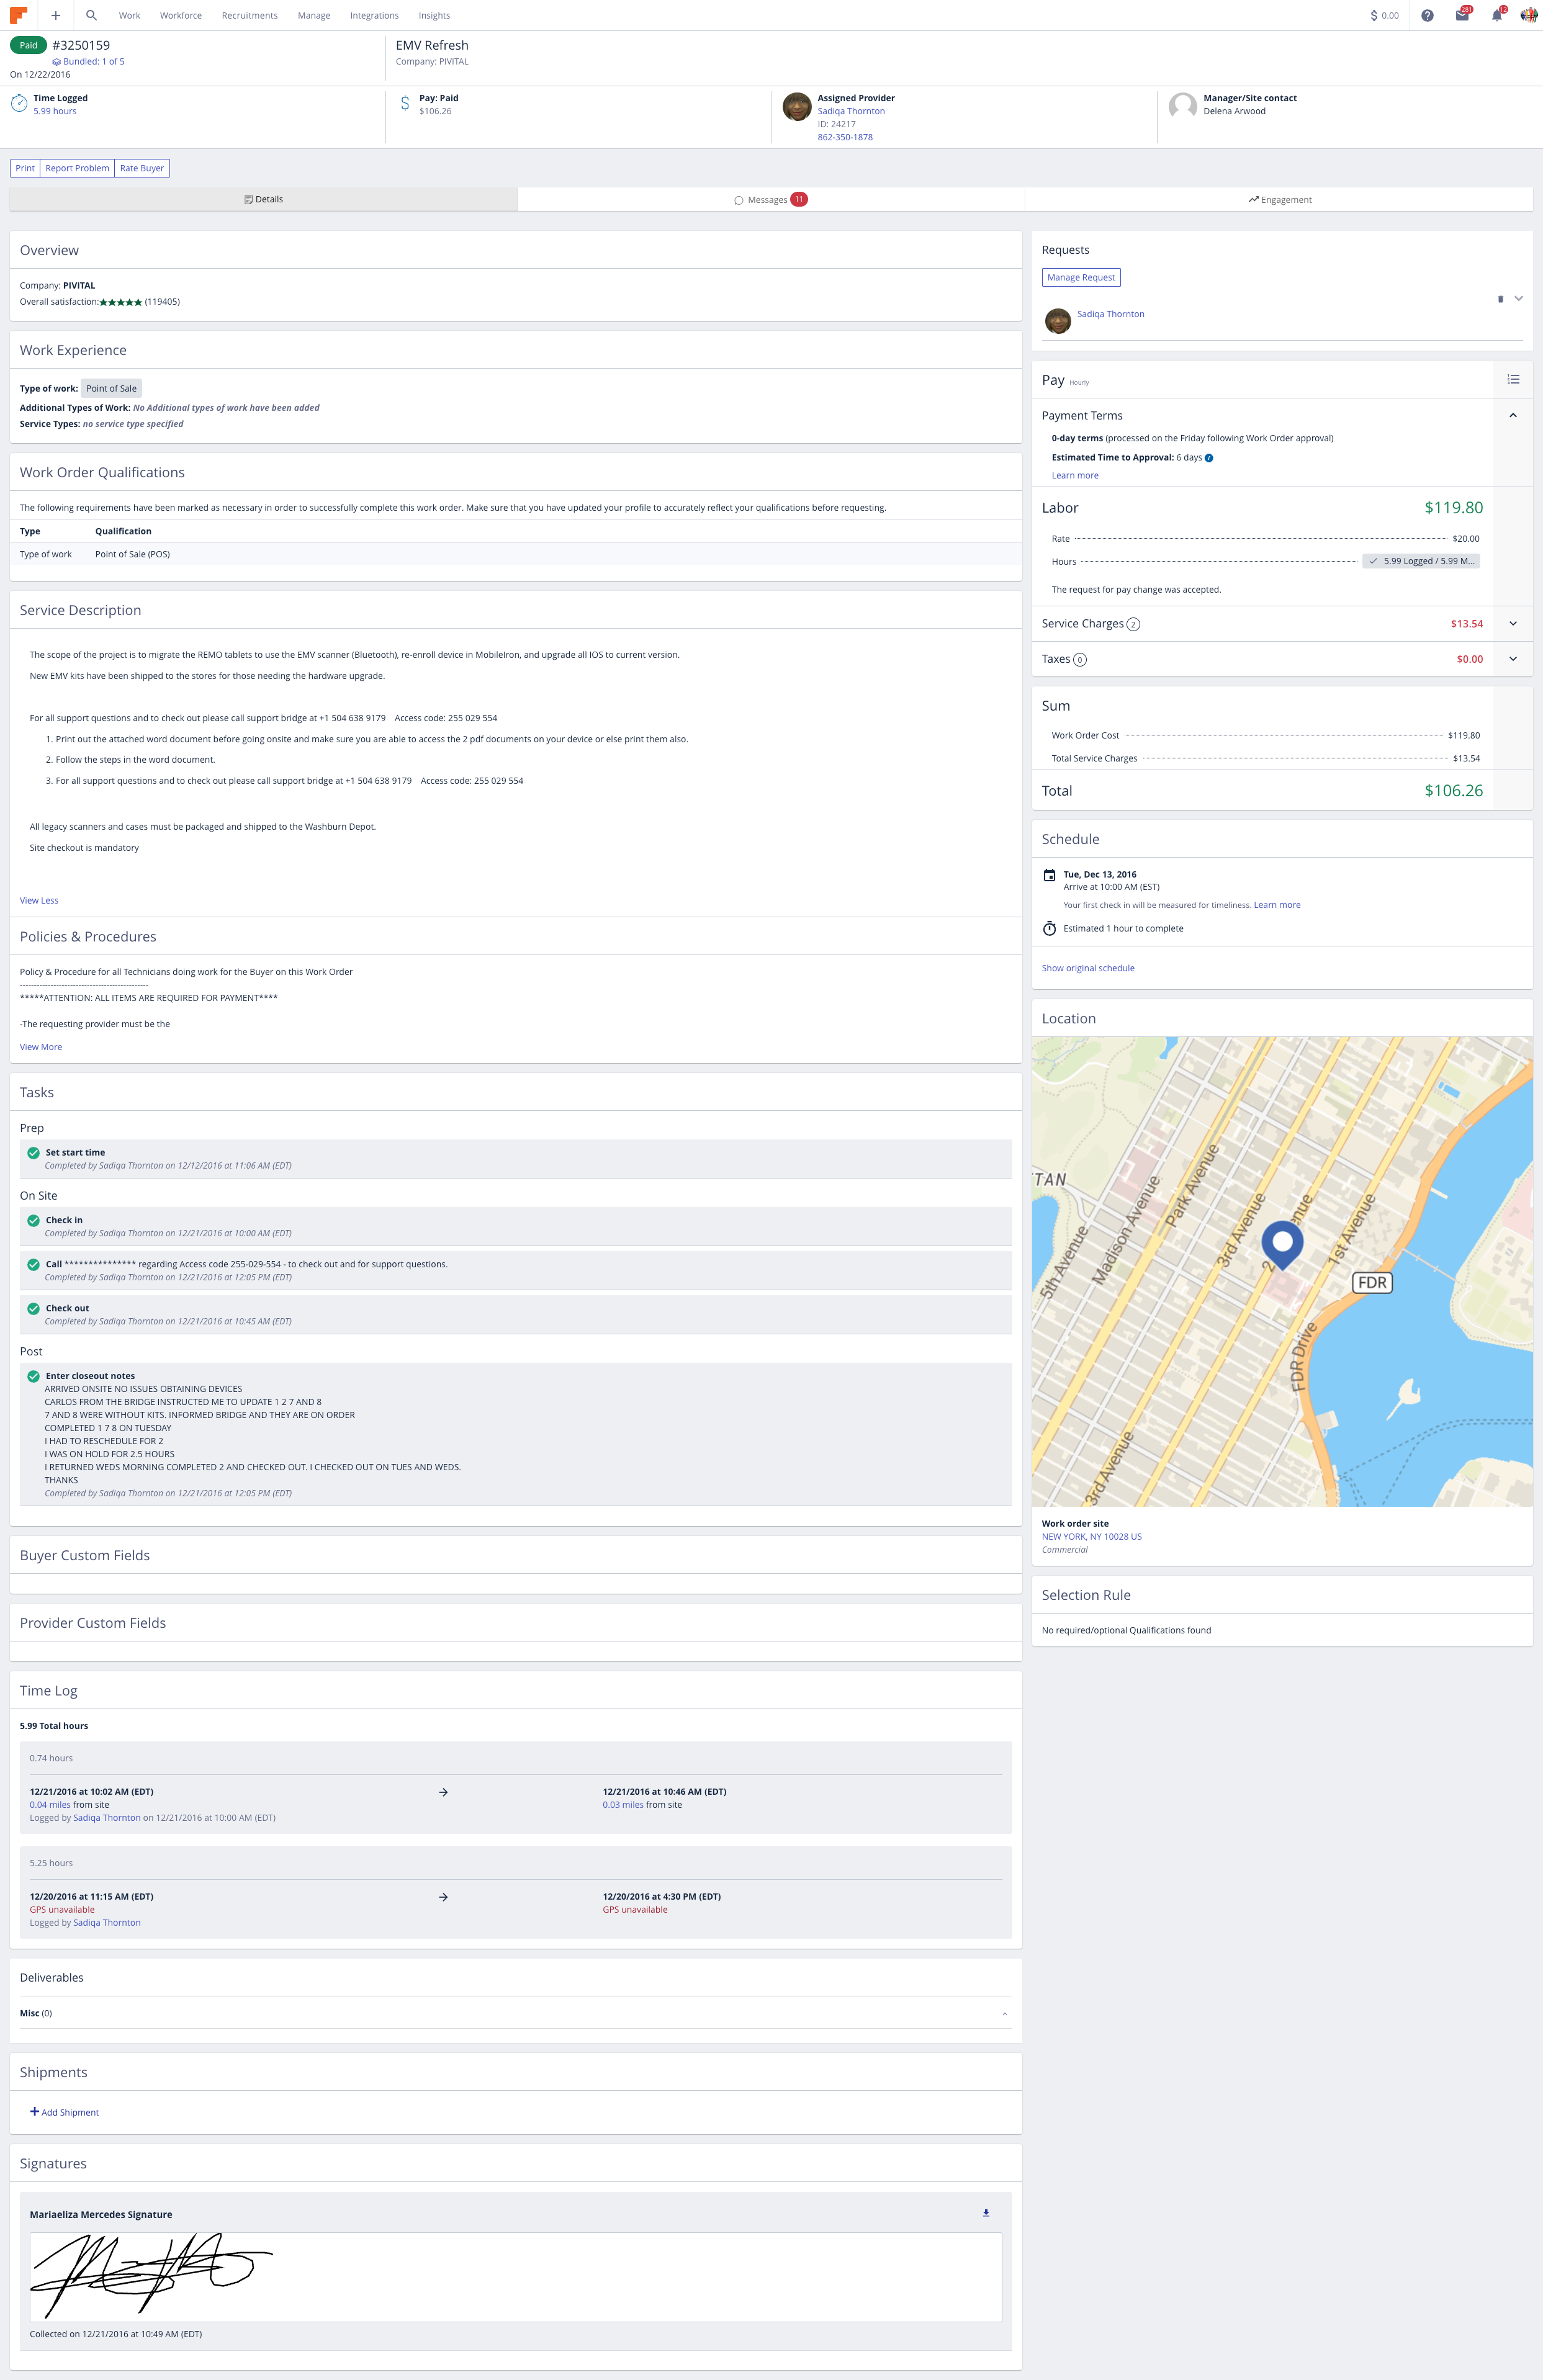 Work Workforce Recruitments Manage Integrations Insights
$ 0.00 281 12
Paid #3250159
Bundled: 1 of 5
On 12/22/2016
EMV Refresh
Company: PIVITAL
Time Logged
5.99 hours
Pay: Paid
$106.26
Assigned Provider
Sadiqa Thornton
ID: 24217
862-350-1878
Manager/Site contact
Delena Arwood
Print Report Problem Rate Buyer
Details Messages 11 Engagement
Overview
Company: PIVITAL
Overall satisfaction: (119405)
Work Experience
Type of work: Point of Sale
Additional Types of Work: No Additional types of work have been added
Service Types: no service type specified
Work Order Qualifications
The following requirements have been marked as necessary in order to successfully complete this work order. Make sure that you have updated your profile to accurately reflect your qualifications before requesting.
Type Qualification
Type of work Point of Sale (POS)
Service Description
The scope of the project is to migrate the REMO tablets to use the EMV scanner (Bluetooth), re-enroll device in MobileIron, and upgrade all IOS to current version.
New EMV kits have been shipped to the stores for those needing the hardware upgrade.
For all support questions and to check out please call support bridge at +1 504 638 9179 Access code: 255 029 554
1. Print out the attached word document before going onsite and make sure you are able to access the 2 pdf documents on your device or else print them also.
2. Follow the steps in the word document.
3. For all support questions and to check out please call support bridge at +1 504 638 9179 Access code: 255 029 554
All legacy scanners and cases must be packaged and shipped to the Washburn Depot.
Site checkout is mandatory
View Less
Policies & Procedures
Policy & Procedure for all Technicians doing work for the Buyer on this Work Order
----------------------------------------------
*****ATTENTION: ALL ITEMS ARE REQUIRED FOR PAYMENT****
-The requesting provider must be the
View More
Tasks
Prep
Set start time
Completed by Sadiqa Thornton on 12/12/2016 at 11:06 AM (EDT)
On Site
Check in
Completed by Sadiqa Thornton on 12/21/2016 at 10:00 AM (EDT)
Call *************** regarding Access code 255-029-554 - to check out and for support questions.
Completed by Sadiqa Thornton on 12/21/2016 at 12:05 PM (EDT)
Check out
Completed by Sadiqa Thornton on 12/21/2016 at 10:45 AM (EDT)
Post
Enter closeout notes
ARRIVED ONSITE NO ISSUES OBTAINING DEVICES
CARLOS FROM THE BRIDGE INSTRUCTED ME TO UPDATE 1 2 7 AND 8
7 AND 8 WERE WITHOUT KITS. INFORMED BRIDGE AND THEY ARE ON ORDER
COMPLETED 1 7 8 ON TUESDAY
I HAD TO RESCHEDULE FOR 2
I WAS ON HOLD FOR 2.5 HOURS
I RETURNED WEDS MORNING COMPLETED 2 AND CHECKED OUT. I CHECKED OUT ON TUES AND WEDS.
THANKS
Completed by Sadiqa Thornton on 12/21/2016 at 12:05 PM (EDT)
Buyer Custom Fields
Provider Custom Fields
Time Log
5.99 Total hours
0.74 hours
12/21/2016 at 10:02 AM (EDT) 12/21/2016 at 10:46 AM (EDT)
0.04 miles from site 0.03 miles from site
Logged by Sadiqa Thornton on 12/21/2016 at 10:00 AM (EDT)
5.25 hours
12/20/2016 at 11:15 AM (EDT) 12/20/2016 at 4:30 PM (EDT)
GPS unavailable GPS unavailable
Logged by Sadiqa Thornton
Deliverables
Misc (0)
Shipments
Add Shipment
Signatures
Mariaeliza Mercedes Signature
Collected on 12/21/2016 at 10:49 AM (EDT)
Requests
Manage Request
Sadiqa Thornton
Pay Hourly
Payment Terms
0-day terms (processed on the Friday following Work Order approval)
Estimated Time to Approval: 6 days
Learn more
Labor $119.80
Rate $20.00
Hours 5.99 Logged / 5.99 M...
The request for pay change was accepted.
Service Charges 2 $13.54
Taxes 0 $0.00
Sum
Work Order Cost $119.80
Total Service Charges $13.54
Total $106.26
Schedule
Tue, Dec 13, 2016
Arrive at 10:00 AM (EST)
Your first check in will be measured for timeliness. Learn more
Estimated 1 hour to complete
Show original schedule
Location
TAN
5th Avenue
Madison Avenue
Park Avenue
3rd Avenue
1st Avenue
FDR
FDR Drive
3rd Avenue
Work order site
NEW YORK, NY 10028 US
Commercial
Selection Rule
No required/optional Qualifications found